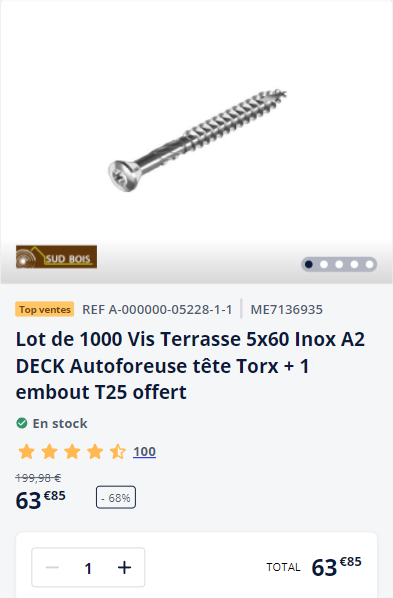 SUD BOIS
Top ventes REF A-000000-05228-1-1 | ME7136935
Lot de 1000 Vis Terrasse 5x60 Inox A2
DECK Autoforeuse tête Torx + 1
embout T25 offert
En stock
100
199,98 €
63 €85 - 68%
− 1 + TOTAL 63 €85